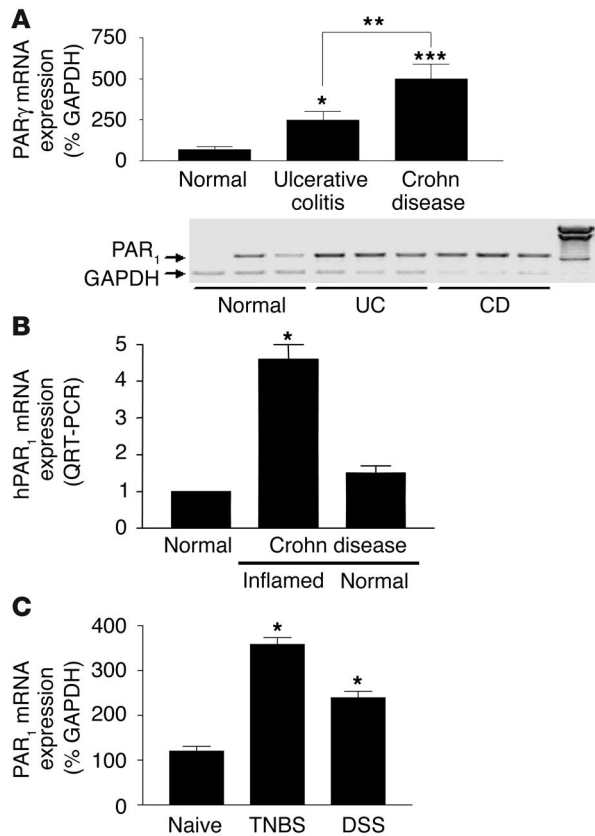 A
PARγ mRNA
expression
(% GAPDH)
750
500
250
0
*
**
***
Normal
Ulcerative
colitis
Crohn
disease
PAR1
GAPDH
Normal
UC
CD
B
hPAR1 mRNA
expression
(QRT-PCR)
5
4
3
2
1
0
*
Normal
Crohn disease
Inflamed
Normal
C
PAR1 mRNA
expression
(% GAPDH)
400
300
200
100
0
*
*
Naive
TNBS
DSS